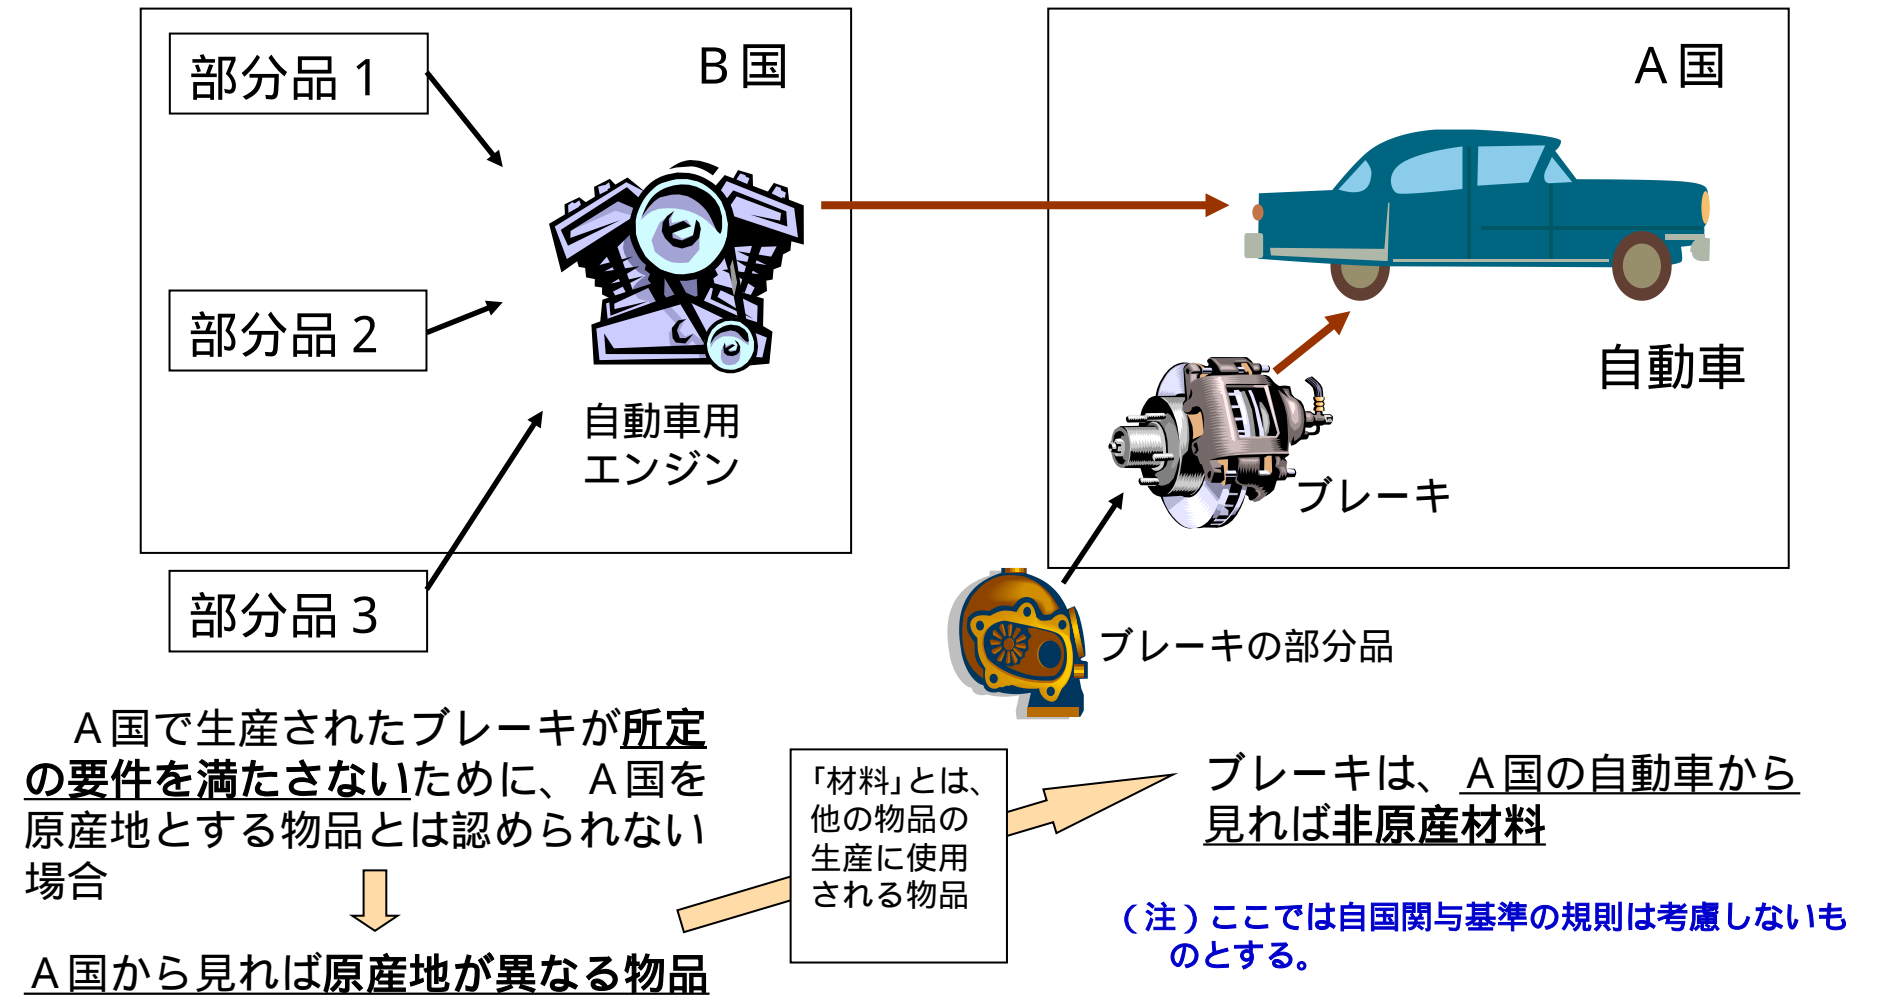 部分品1
B国
A国
部分品2
自動車用
エンジン
自動車
ブレーキ
部分品3
ブレーキの部分品
A国で生産されたブレーキが所定
の要件を満たさないために、A国を
原産地とする物品とは認められない
場合
A国から見れば原産地が異なる物品
「材料」とは、
他の物品の
生産に使用
される物品
ブレーキは、A国の自動車から
見れば非原産材料
(注)ここでは自国関与基準の規則は考慮しないも
のとする。